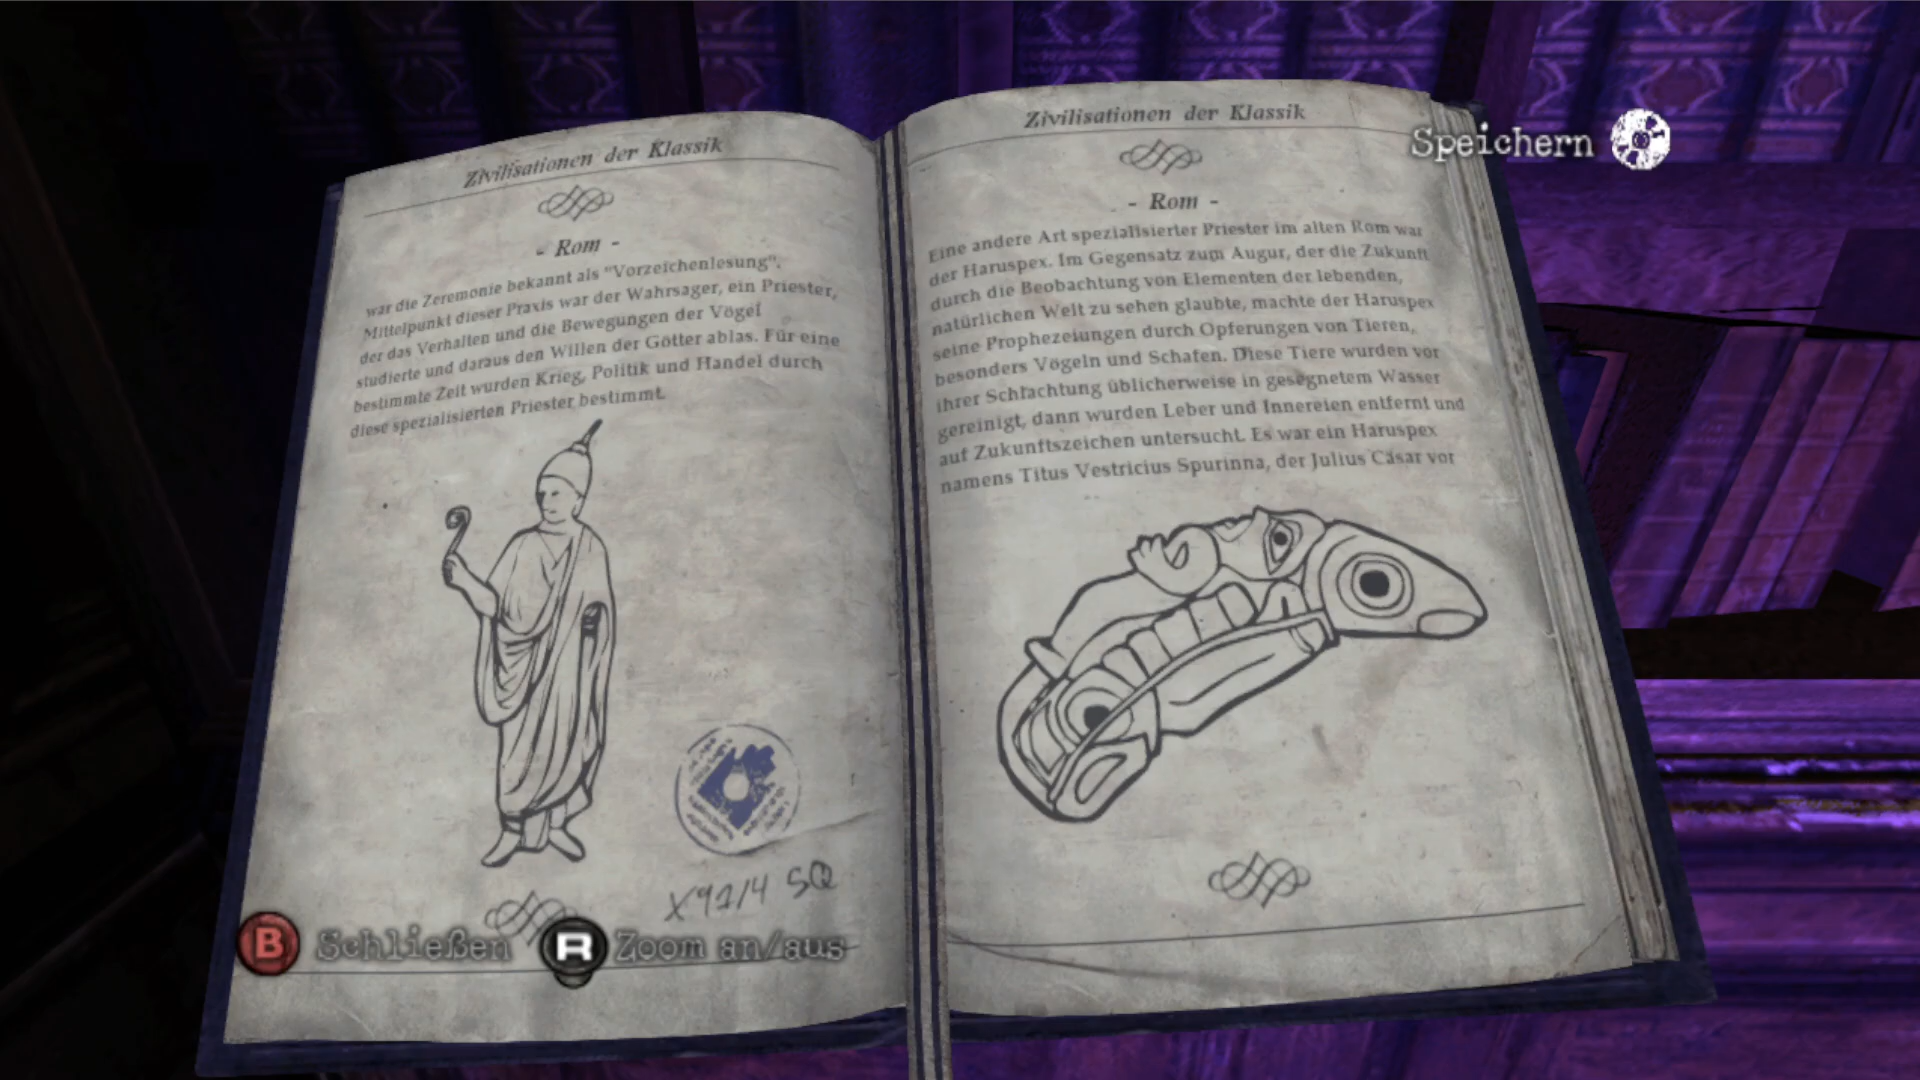 Zivilisationen der Klassik
- Rom -
war die Zeremonie bekannt als "Vorzeichenlesung".
Mittelpunkt dieser Praxis war der Wahrsager, ein Priester,
der das Verhalten und die Bewegungen der Vögel
studierte und daraus den Willen der Götter ablas. Für eine
bestimmte Zeit wurden Krieg, Politik und Handel durch
diese spezialisierten Priester bestimmt.
X91/4 SQ
Zivilisationen der Klassik
- Rom -
Eine andere Art spezialisierter Priester im alten Rom war
der Haruspex. Im Gegensatz zum Augur, der die Zukunft
durch die Beobachtung von Elementen der lebenden,
natürlichen Welt zu sehen glaubte, machte der Haruspex
seine Prophezeiungen durch Opferungen von Tieren,
besonders Vögeln und Schafen. Diese Tiere wurden vor
ihrer Schlachtung üblicherweise in gesegnetem Wasser
gereinigt, dann wurden Leber und Innereien entfernt und
auf Zukunftszeichen untersucht. Es war ein Haruspex
namens Titus Vestricius Spurinna, der Julius Cäsar vor
Speichern
B Schließen R Zoom an/aus